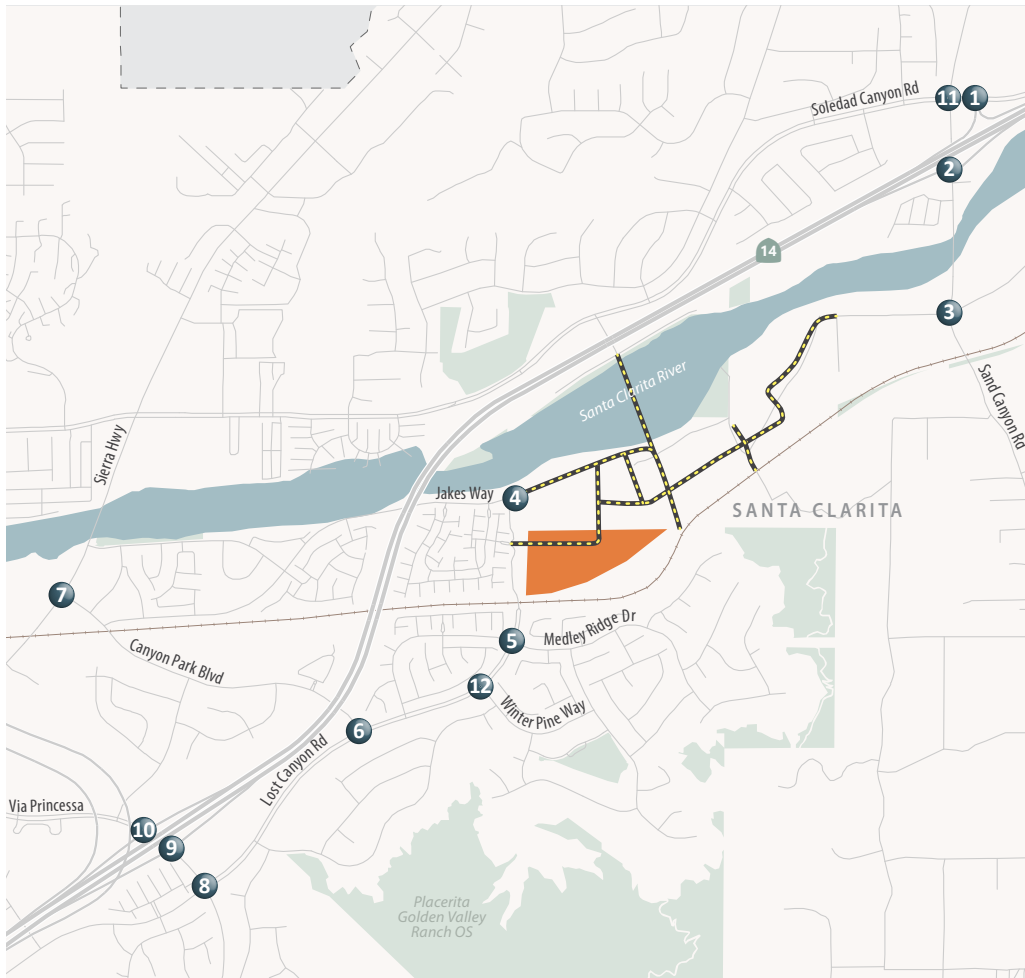 Soledad Canyon Rd
11
1
2
14
3
Santa Clarita River
Sand Canyon Rd
Sierra Hwy
Jakes Way
4
SANTA CLARITA
7
5
Medley Ridge Dr
Canyon Park Blvd
12
Winter Pine Way
6
Lost Canyon Rd
Via Princessa
10
9
8
Placerita
Golden Valley
Ranch OS